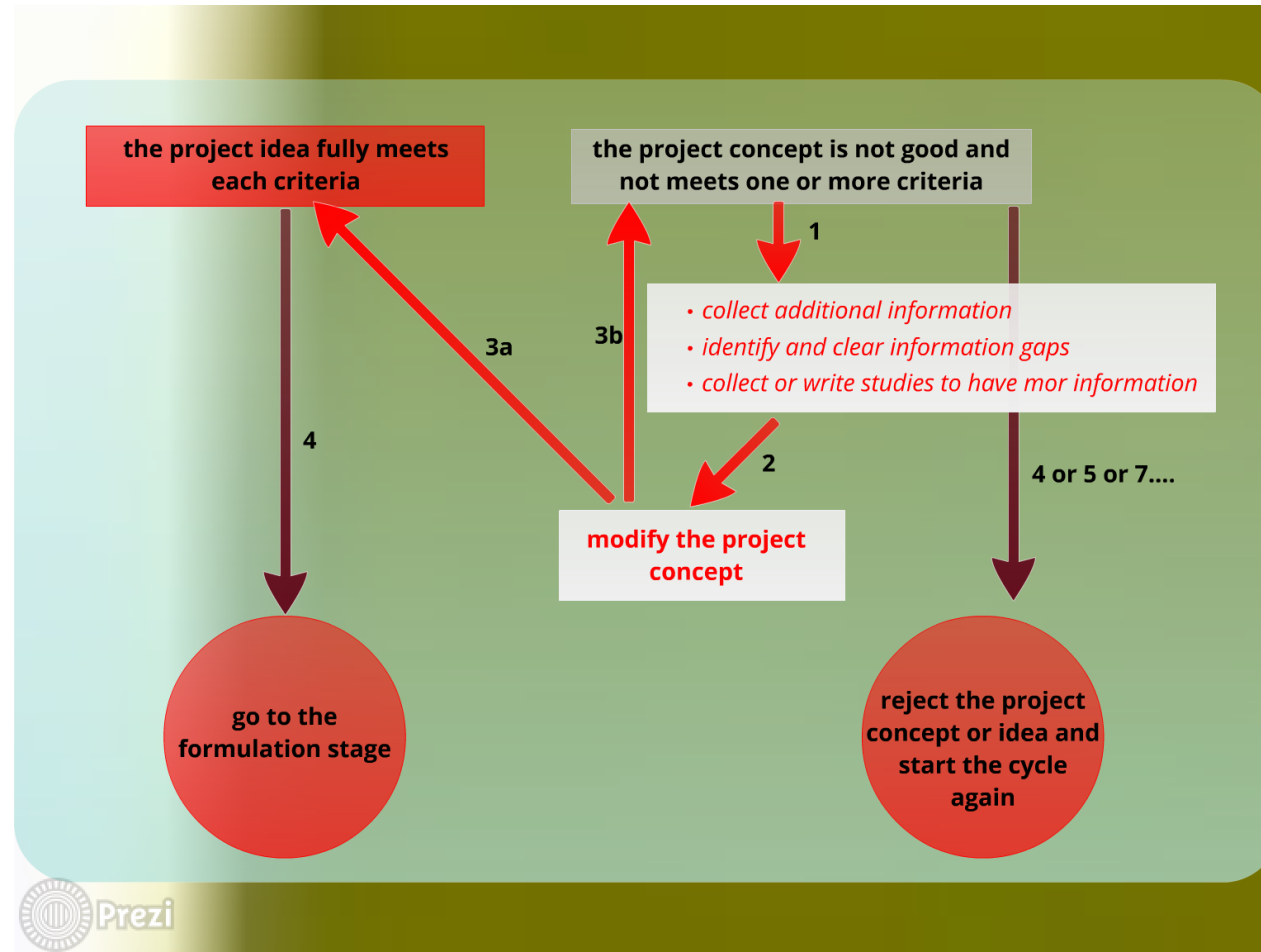 the project idea fully meets
each criteria
the project concept is not good and
not meets one or more criteria
1
• collect additional information
• identify and clear information gaps
• collect or write studies to have mor information
3a
3b
4
2
4 or 5 or 7....
modify the project
concept
go to the
formulation stage
reject the project
concept or idea and
start the cycle
again
Prezi